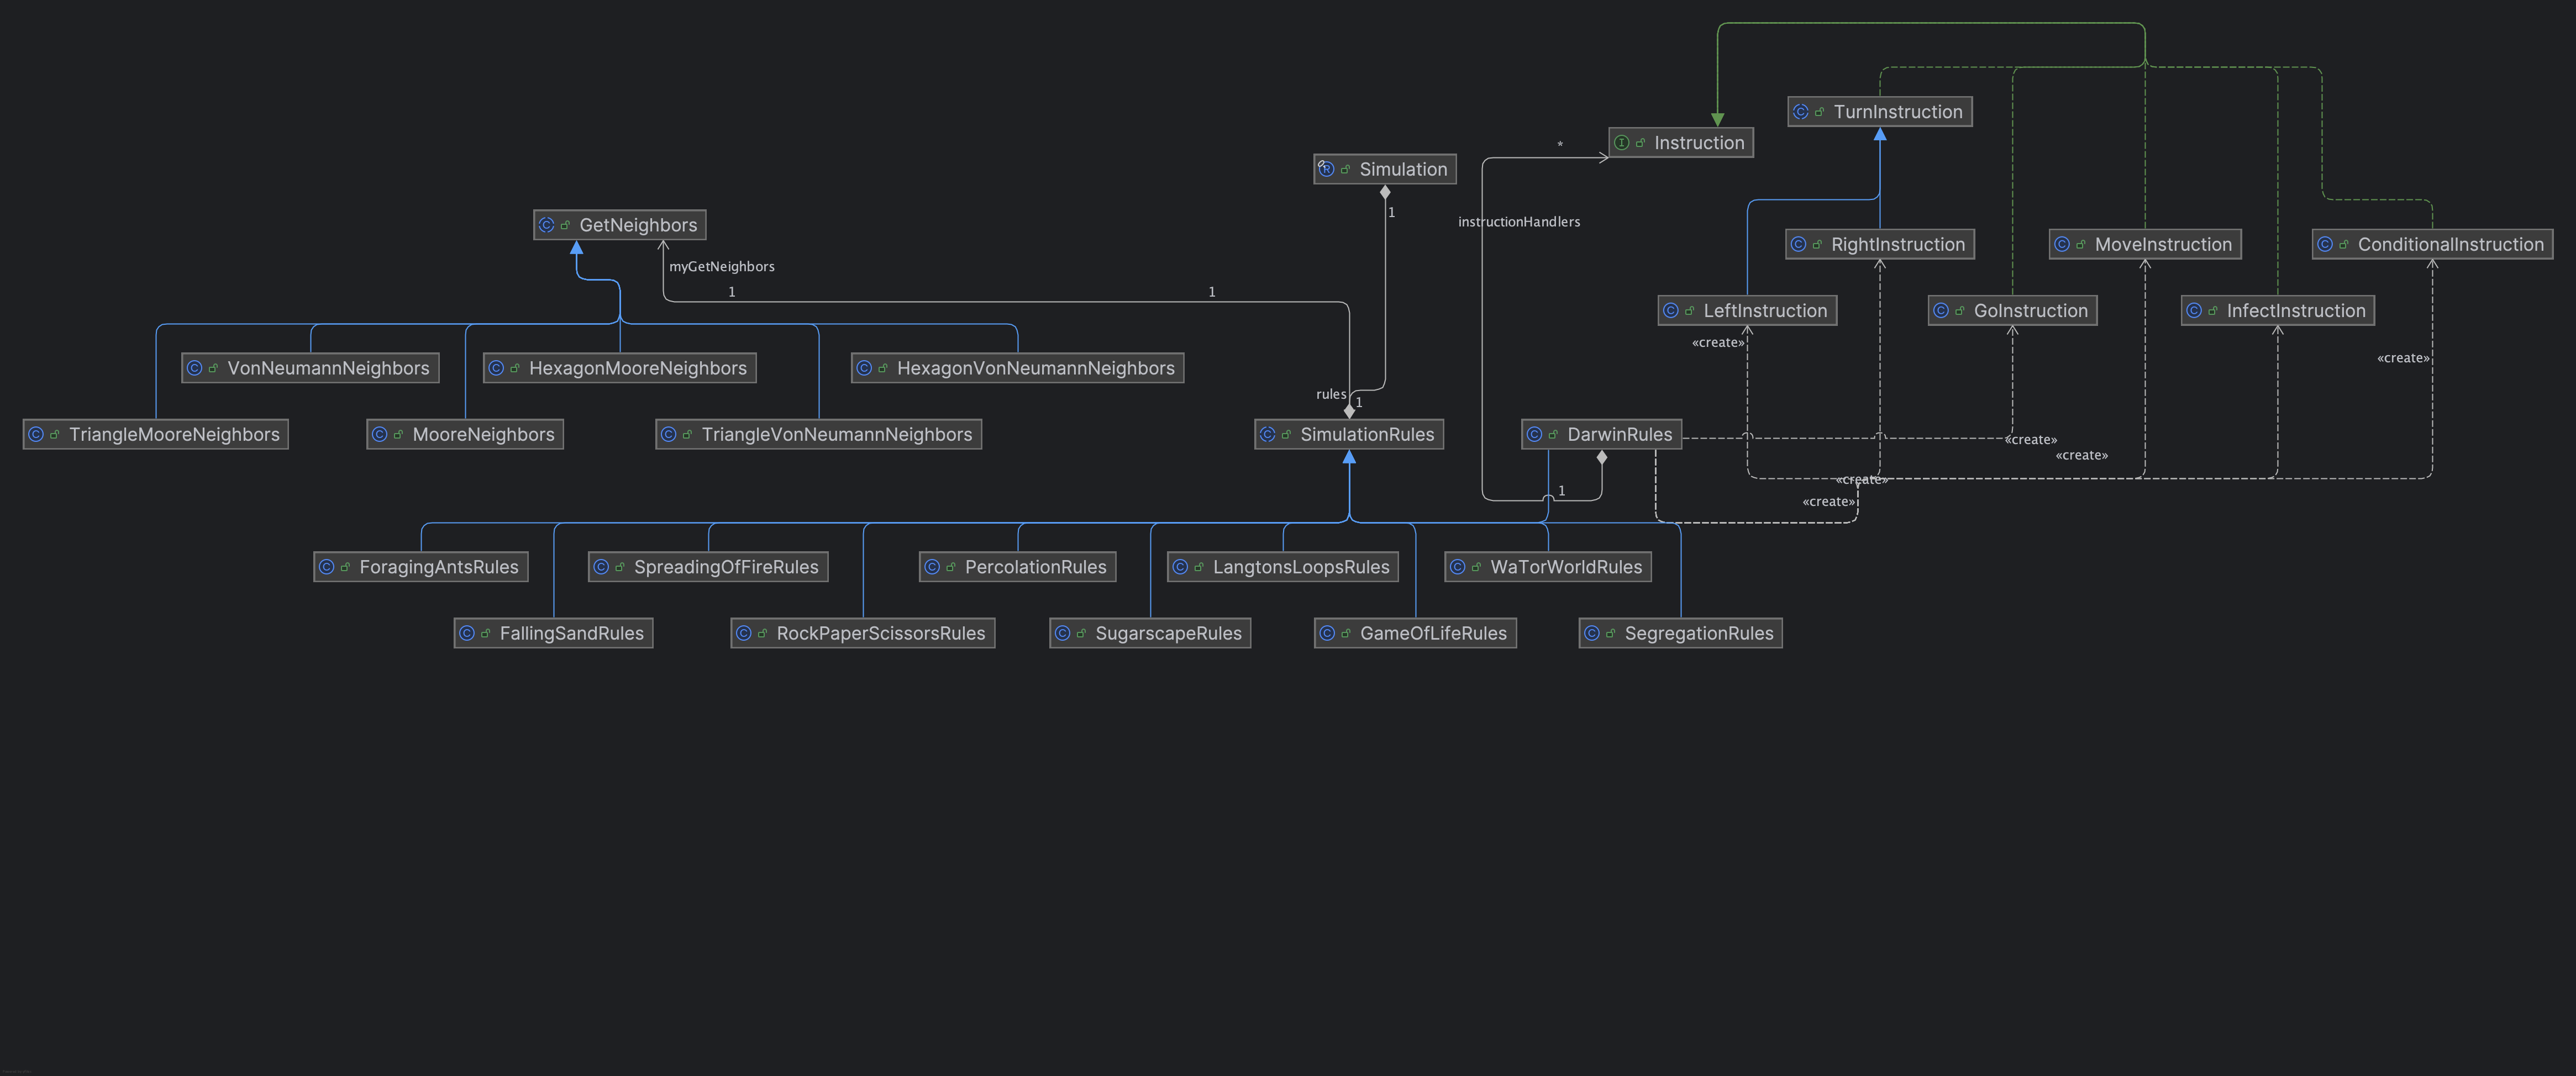 TurnInstruction
Instruction
*
Simulation
1
instructionHandlers
GetNeighbors
RightInstruction
MoveInstruction
ConditionalInstruction
myGetNeighbors
1
1
LeftInstruction
GoInstruction
InfectInstruction
«create»
«create»
VonNeumannNeighbors
HexagonMooreNeighbors
HexagonVonNeumannNeighbors
rules
1
TriangleMooreNeighbors
MooreNeighbors
TriangleVonNeumannNeighbors
SimulationRules
DarwinRules
«create»
«create»
«create»
1
«create»
ForagingAntsRules
SpreadingOfFireRules
PercolationRules
LangtonsLoopsRules
WaTorWorldRules
FallingSandRules
RockPaperScissorsRules
SugarscapeRules
GameOfLifeRules
SegregationRules